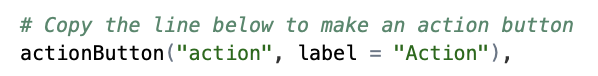 # Copy the line below to make an action button
actionButton("action", label = "Action"),